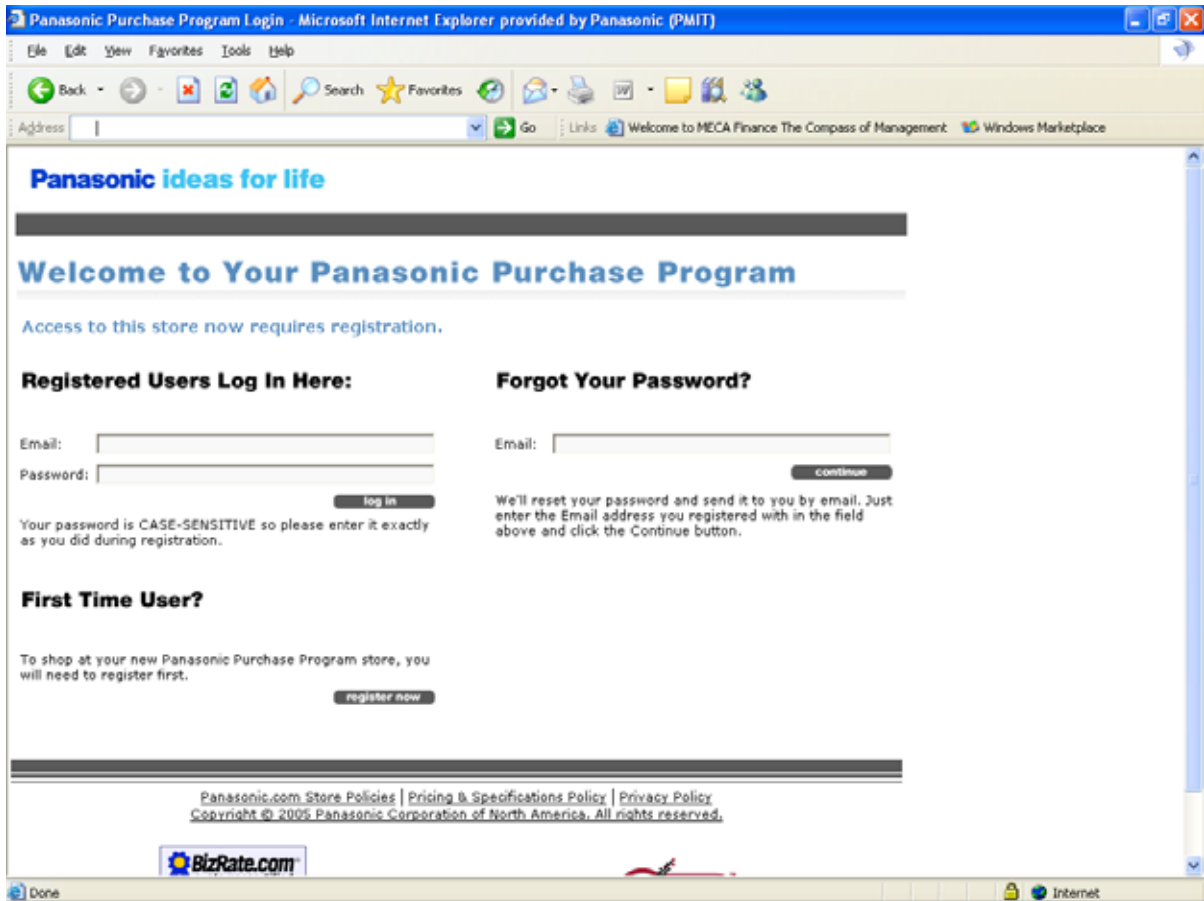 Panasonic Purchase Program Login - Microsoft Internet Explorer provided by Panasonic (PMIT)
File Edit View Favorites Tools Help
Back Search Favorites
Address Go Links Welcome to MECA Finance The Compass of Management Windows Marketplace
Panasonic ideas for life
Welcome to Your Panasonic Purchase Program
Access to this store now requires registration.
Registered Users Log In Here:
Email:
Password:
log in
Your password is CASE-SENSITIVE so please enter it exactly
as you did during registration.
Forgot Your Password?
Email:
continue
We'll reset your password and send it to you by email. Just
enter the Email address you registered with in the field
above and click the Continue button.
First Time User?
To shop at your new Panasonic Purchase Program store, you
will need to register first.
register now
Panasonic.com Store Policies | Pricing & Specifications Policy | Privacy Policy
Copyright © 2005 Panasonic Corporation of North America. All rights reserved.
BizRate.com
Done Internet